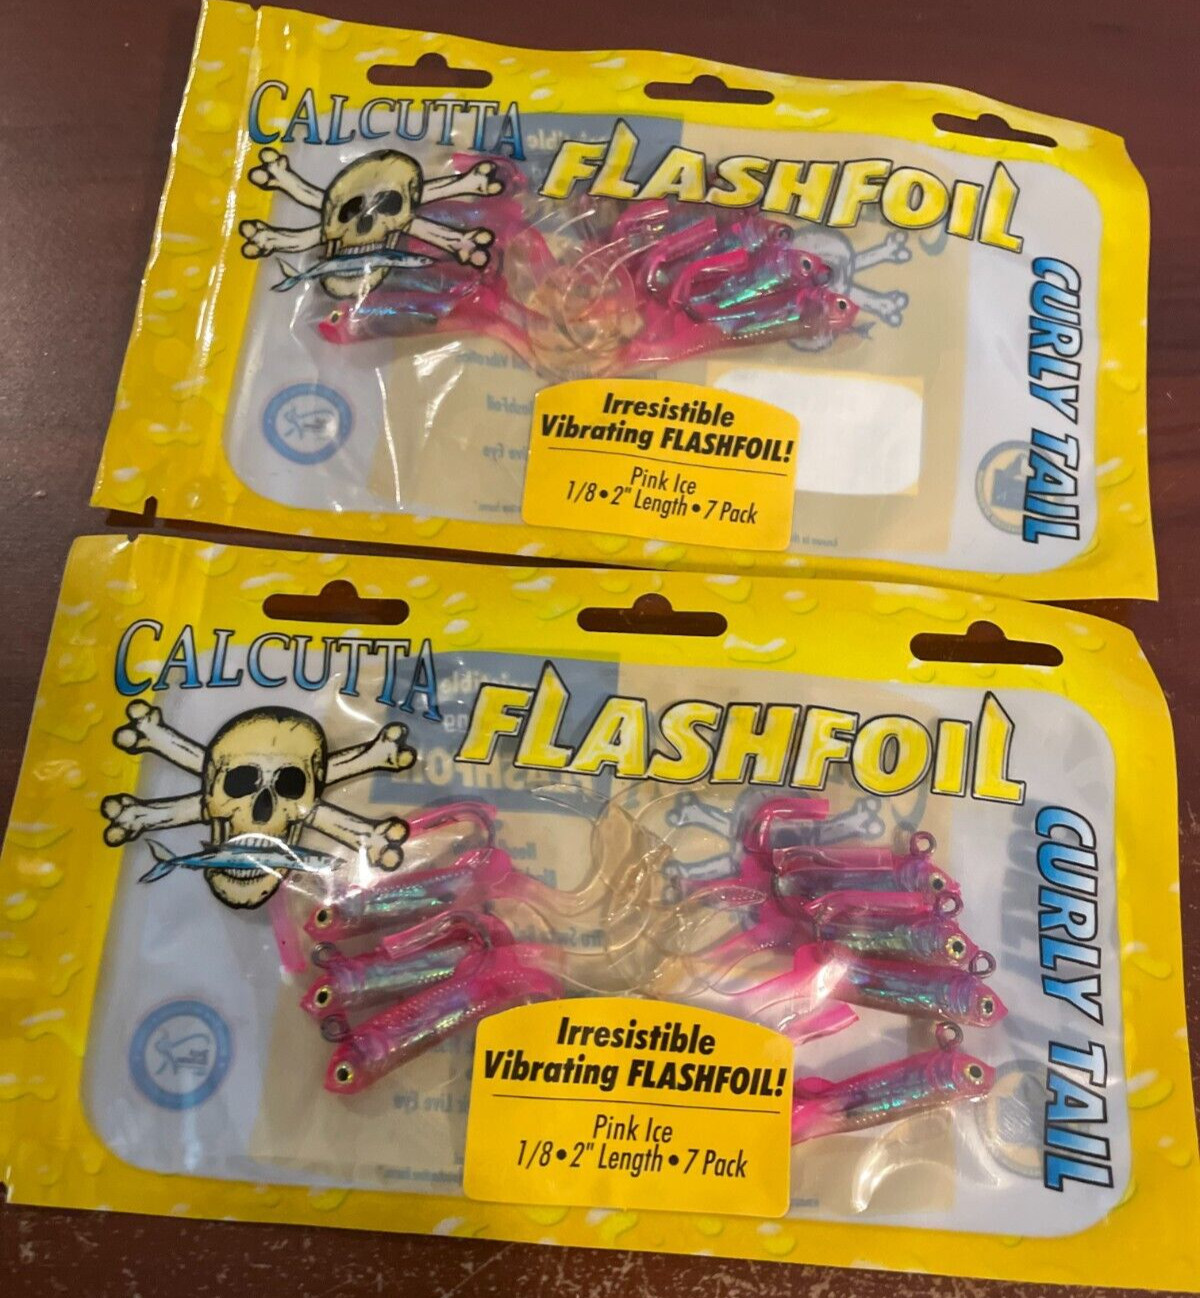 CALCUTTA
FLASHFOIL
CURLY TAIL
Irresistible
Vibrating FLASHFOIL!
Pink Ice
1/8 • 2" Length • 7 Pack
CALCUTTA
FLASHFOIL
CURLY TAIL
Irresistible
Vibrating FLASHFOIL!
Pink Ice
1/8 • 2" Length • 7 Pack